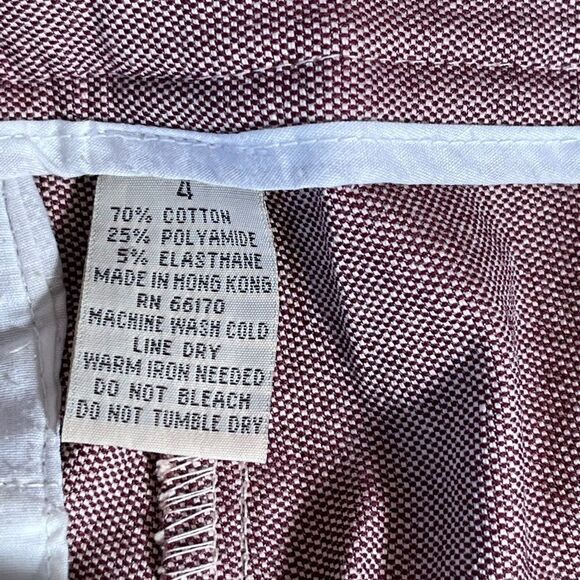 4
70% COTTON
25% POLYAMIDE
5% ELASTHANE
MADE IN HONG KONG
RN 66170
MACHINE WASH COLD
LINE DRY
WARM IRON NEEDED
DO NOT BLEACH
DO NOT TUMBLE DRY